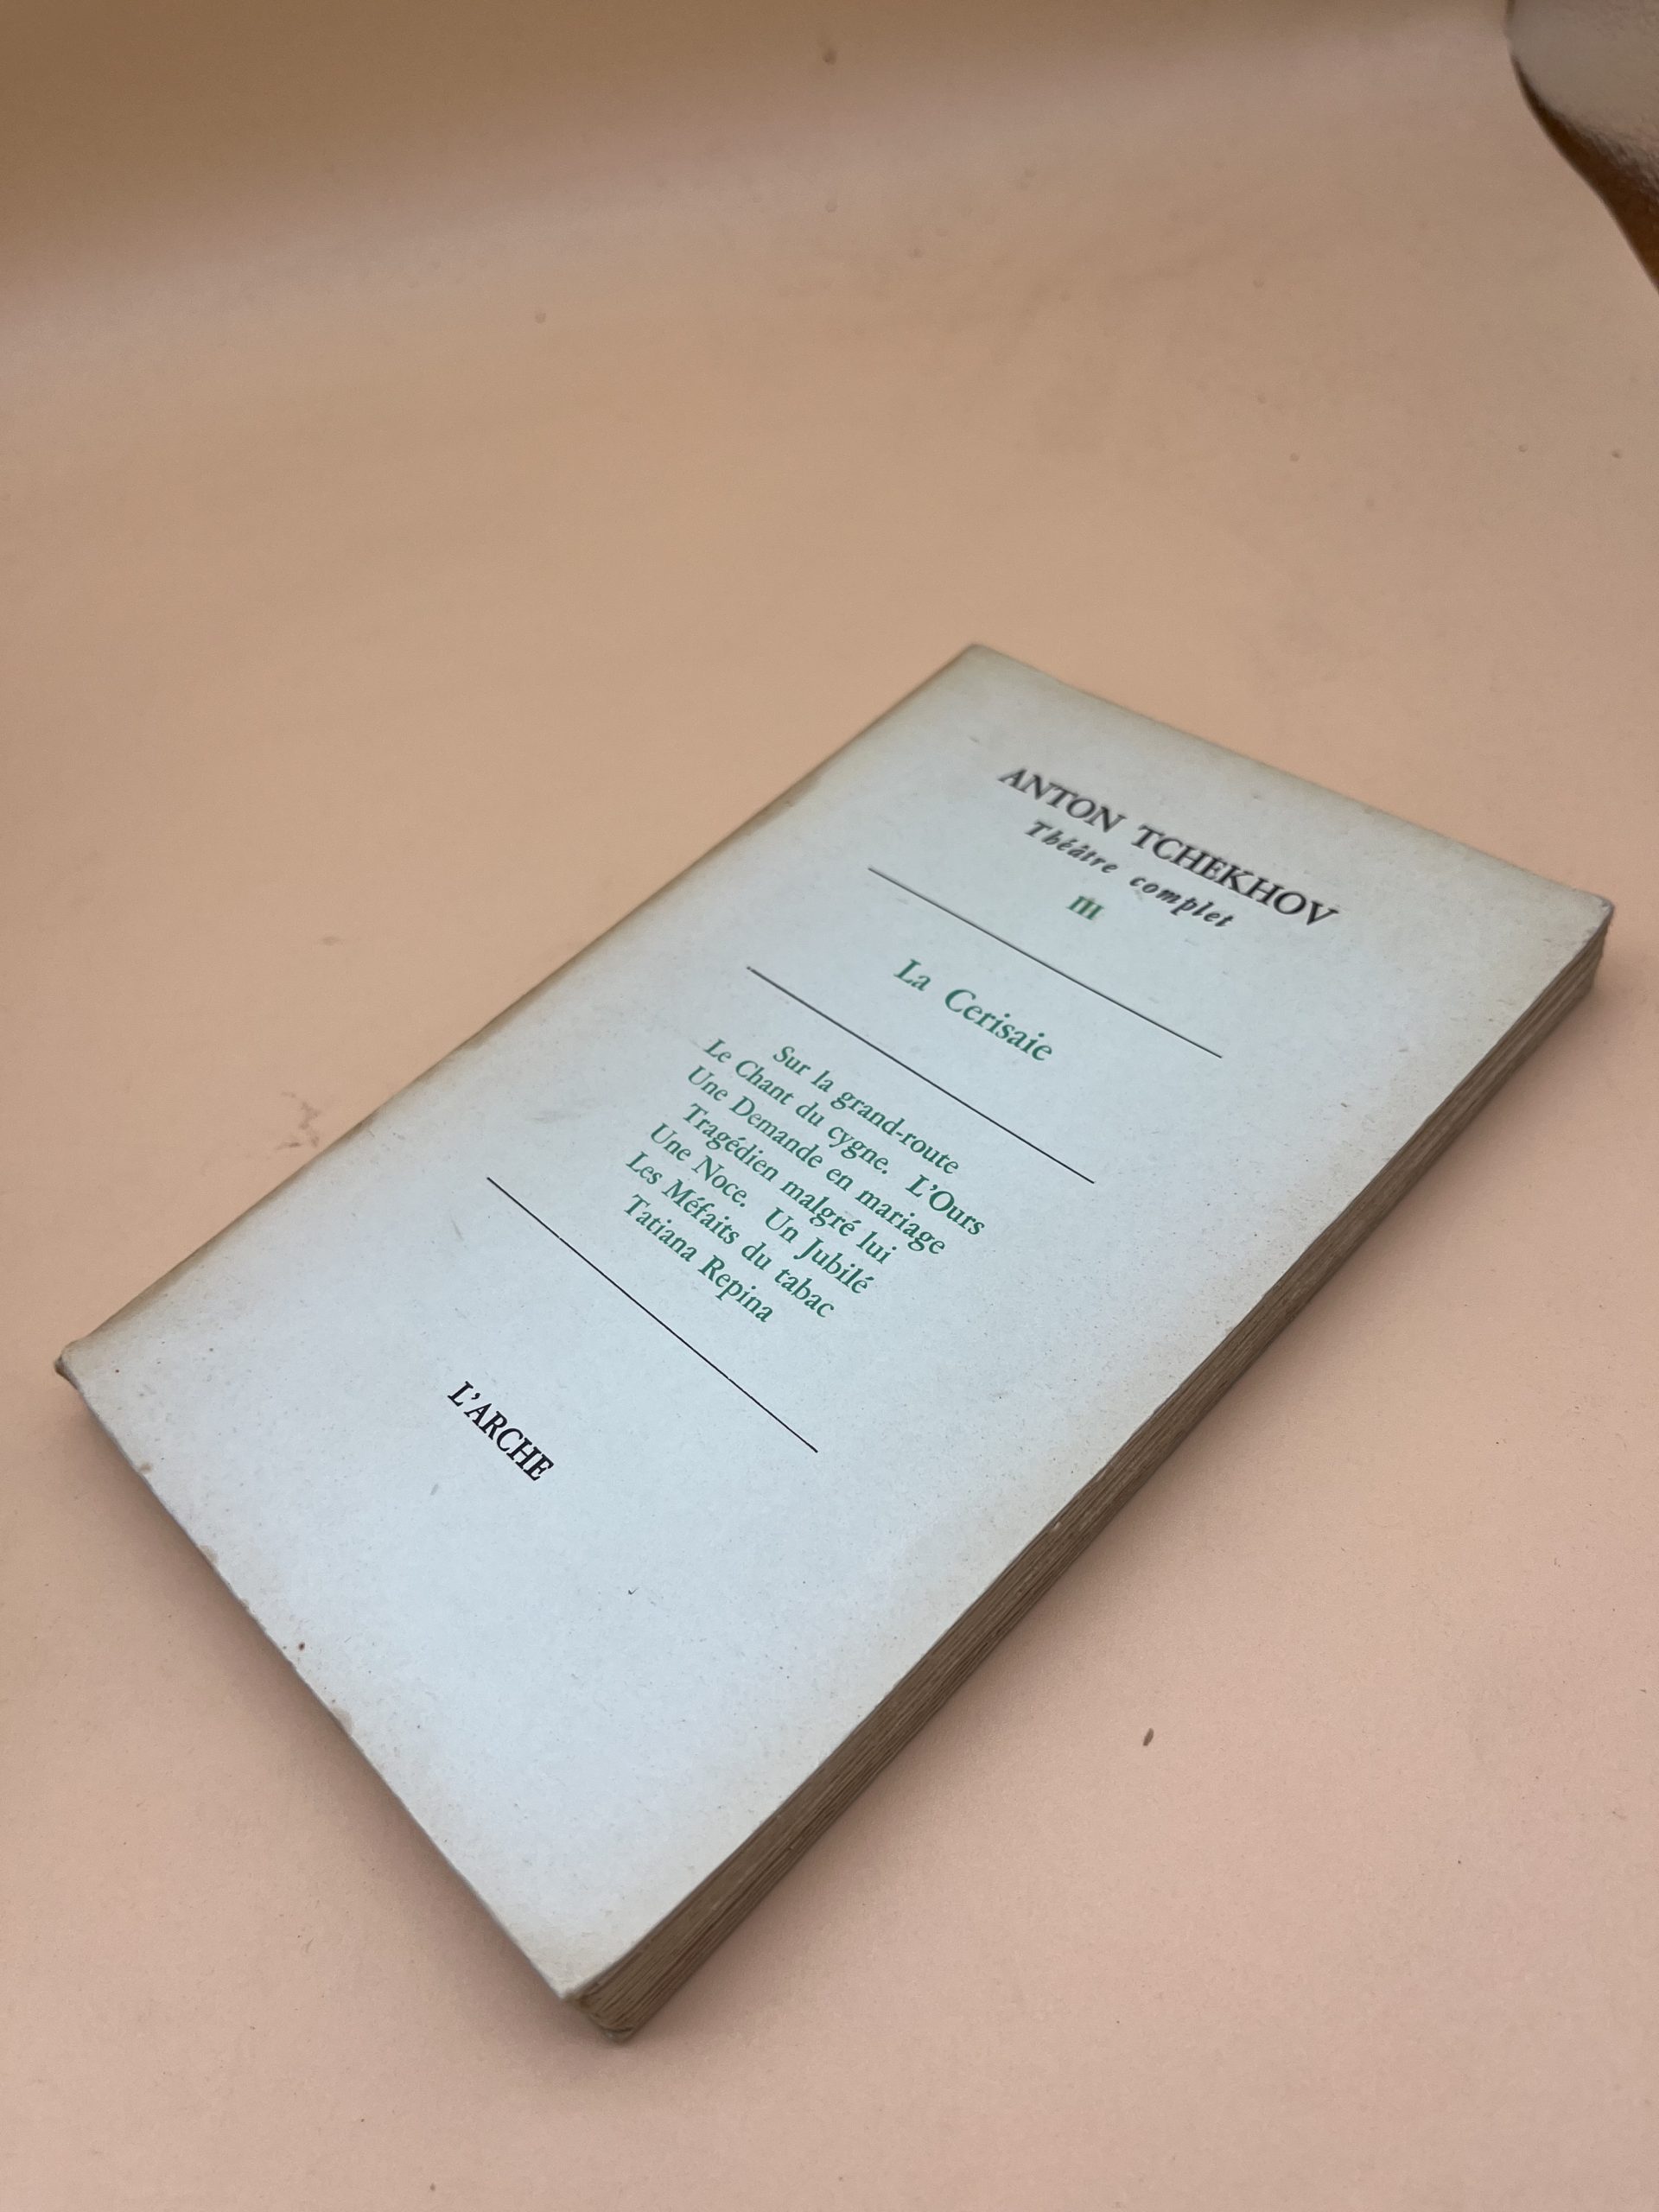 ANTON TCHEKHOV
Théâtre complet
III
La Cerisaie
Sur la grand-route
Le Chant du cygne. L'Ours
Une Demande en mariage
Tragédien malgré lui
Une Noce. Un Jubilé
Les Méfaits du tabac
Tatiana Repina
L'ARCHE